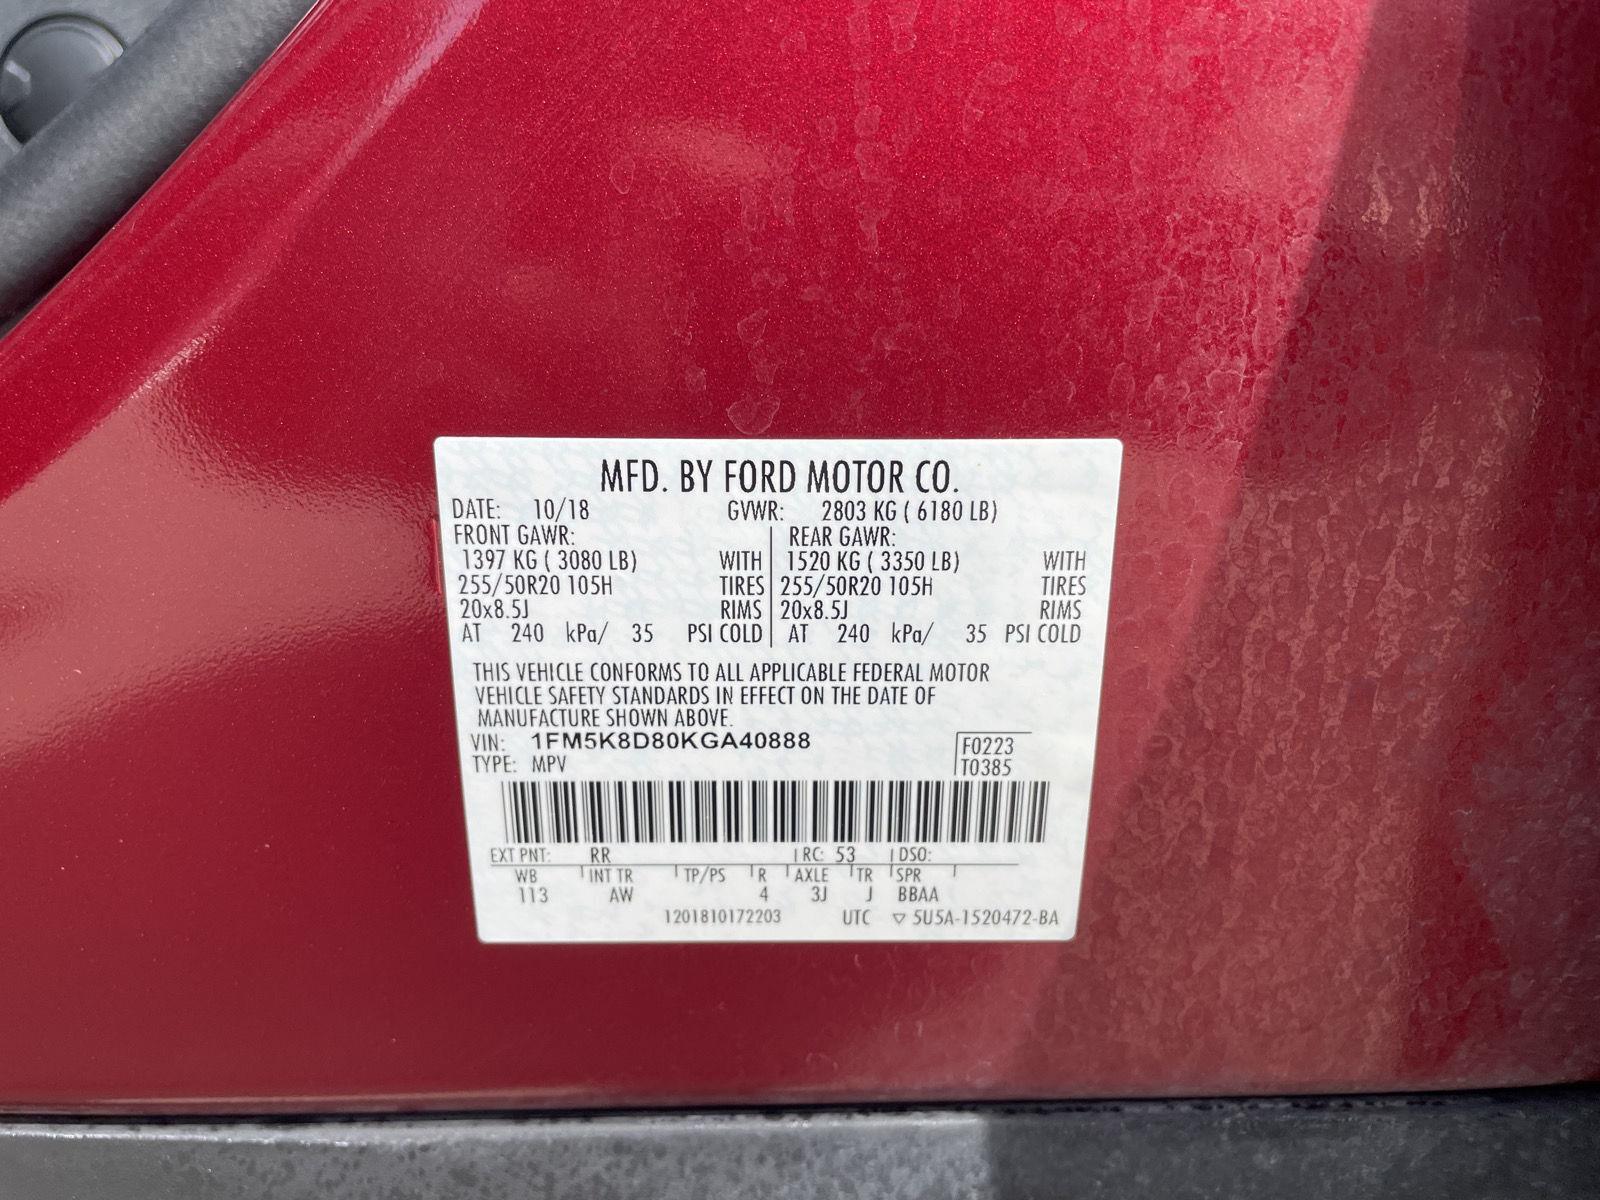 MFD. BY FORD MOTOR CO.
DATE: 10/18 GVWR: 2803 KG ( 6180 LB)
FRONT GAWR: REAR GAWR:
1397 KG ( 3080 LB) WITH 1520 KG ( 3350 LB) WITH
255/50R20 105H TIRES 255/50R20 105H TIRES
20x8.5J RIMS 20x8.5J RIMS
AT 240 kPa/ 35 PSI COLD AT 240 kPa/ 35 PSI COLD
THIS VEHICLE CONFORMS TO ALL APPLICABLE FEDERAL MOTOR
VEHICLE SAFETY STANDARDS IN EFFECT ON THE DATE OF
MANUFACTURE SHOWN ABOVE.
VIN: 1FM5K8D80KGA40888 F0223
TYPE: MPV T0385
EXT PNT: RR RC: 53 DSO:
WB INT TR TP/PS R AXLE TR SPR
113 AW 4 3J J BBAA
1201810172203 UTC ▽ 5U5A-1520472-BA